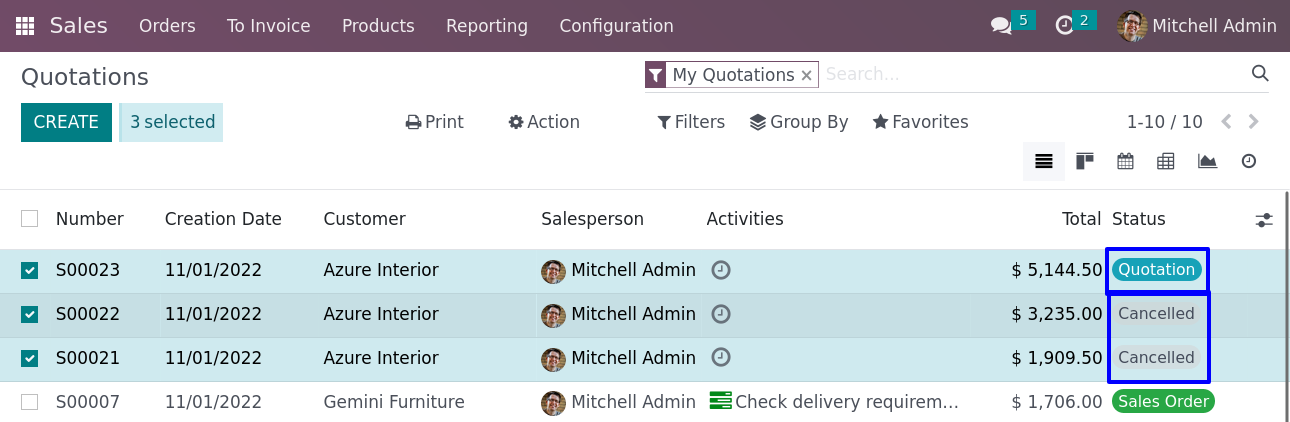 Sales Orders To Invoice Products Reporting Configuration 5 2 Mitchell Admin
Quotations My Quotations × Search...
CREATE 3 selected Print Action Filters Group By Favorites 1-10 / 10
Number Creation Date Customer Salesperson Activities Total Status
S00023 11/01/2022 Azure Interior Mitchell Admin $ 5,144.50 Quotation
S00022 11/01/2022 Azure Interior Mitchell Admin $ 3,235.00 Cancelled
S00021 11/01/2022 Azure Interior Mitchell Admin $ 1,909.50 Cancelled
S00007 11/01/2022 Gemini Furniture Mitchell Admin Check delivery requirem... $ 1,706.00 Sales Order